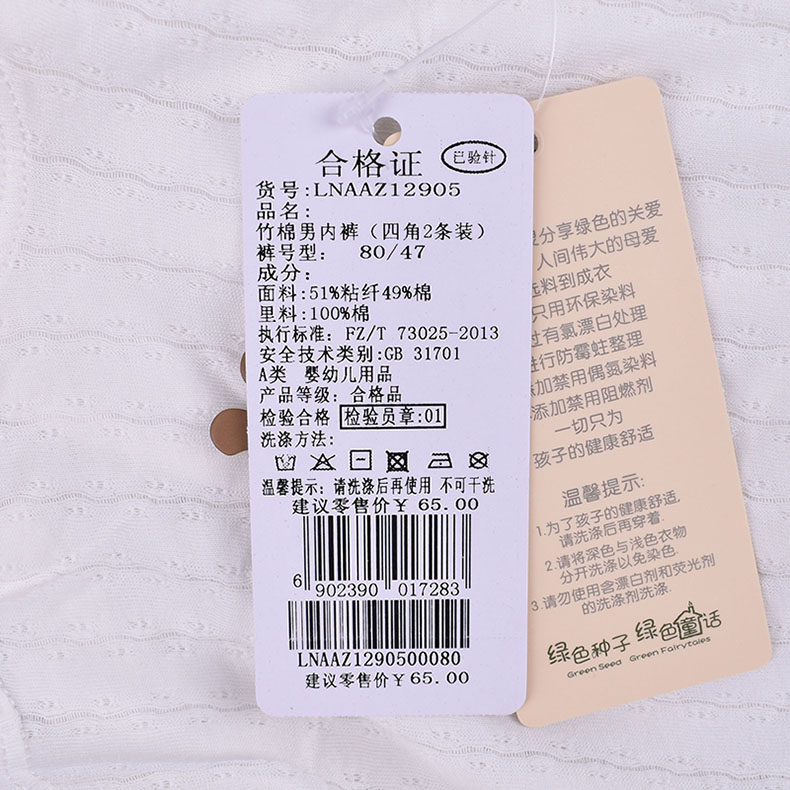 合格证
已验针
货号:LNAAZ12905
品名:
竹棉男内裤（四角2条装）
裤号型: 80/47
成分:
面料:51%粘纤49%棉
里料:100%棉
执行标准: FZ/T 73025-2013
安全技术类别:GB 31701
A类 婴幼儿用品
产品等级: 合格品
检验合格 检验员章:01
洗涤方法:
温馨提示: 请洗涤后再使用 不可干洗
建议零售价¥ 65.00
6 902390 017283
LNAAZ1290500080
建议零售价¥ 65.00
分享绿色的关爱
人间伟大的母爱
料到成衣
只用环保染料
过有氯漂白处理
进行防霉蛀整理
添加禁用偶氮染料
添加禁用阻燃剂
一切只为
孩子的健康舒适
温馨提示:
1.为了孩子的健康舒适,
请洗涤后再穿着.
2.请将深色与浅色衣物
分开洗涤以免染色.
3.请勿使用含漂白剂和荧光剂
的洗涤剂洗涤.
绿色种子 绿色童话
Green Seed Green Fairytales